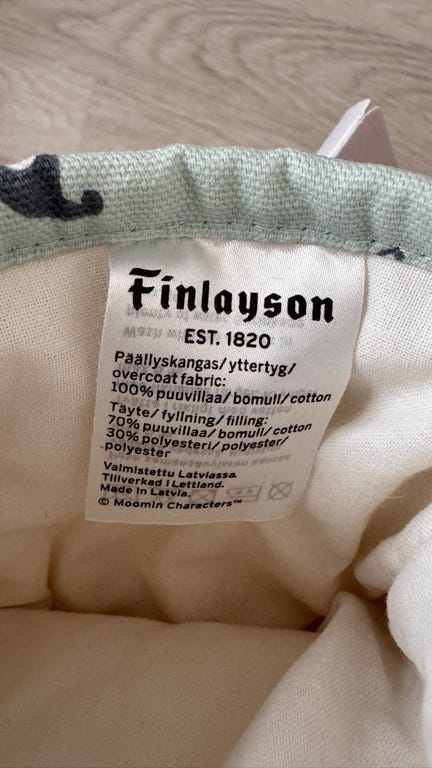 Finlayson
EST. 1820
Päällyskangas/yttertyg/
overcoat fabric:
100% puuvillaa/bomull/cotton
Täyte/fyllning/filling:
70% puuvillaa/bomull/cotton
30% polyesteri/polyester/
polyester
Valmistettu Latviassa.
Tillverkad i Lettland.
Made in Latvia.
© Moomin Characters™